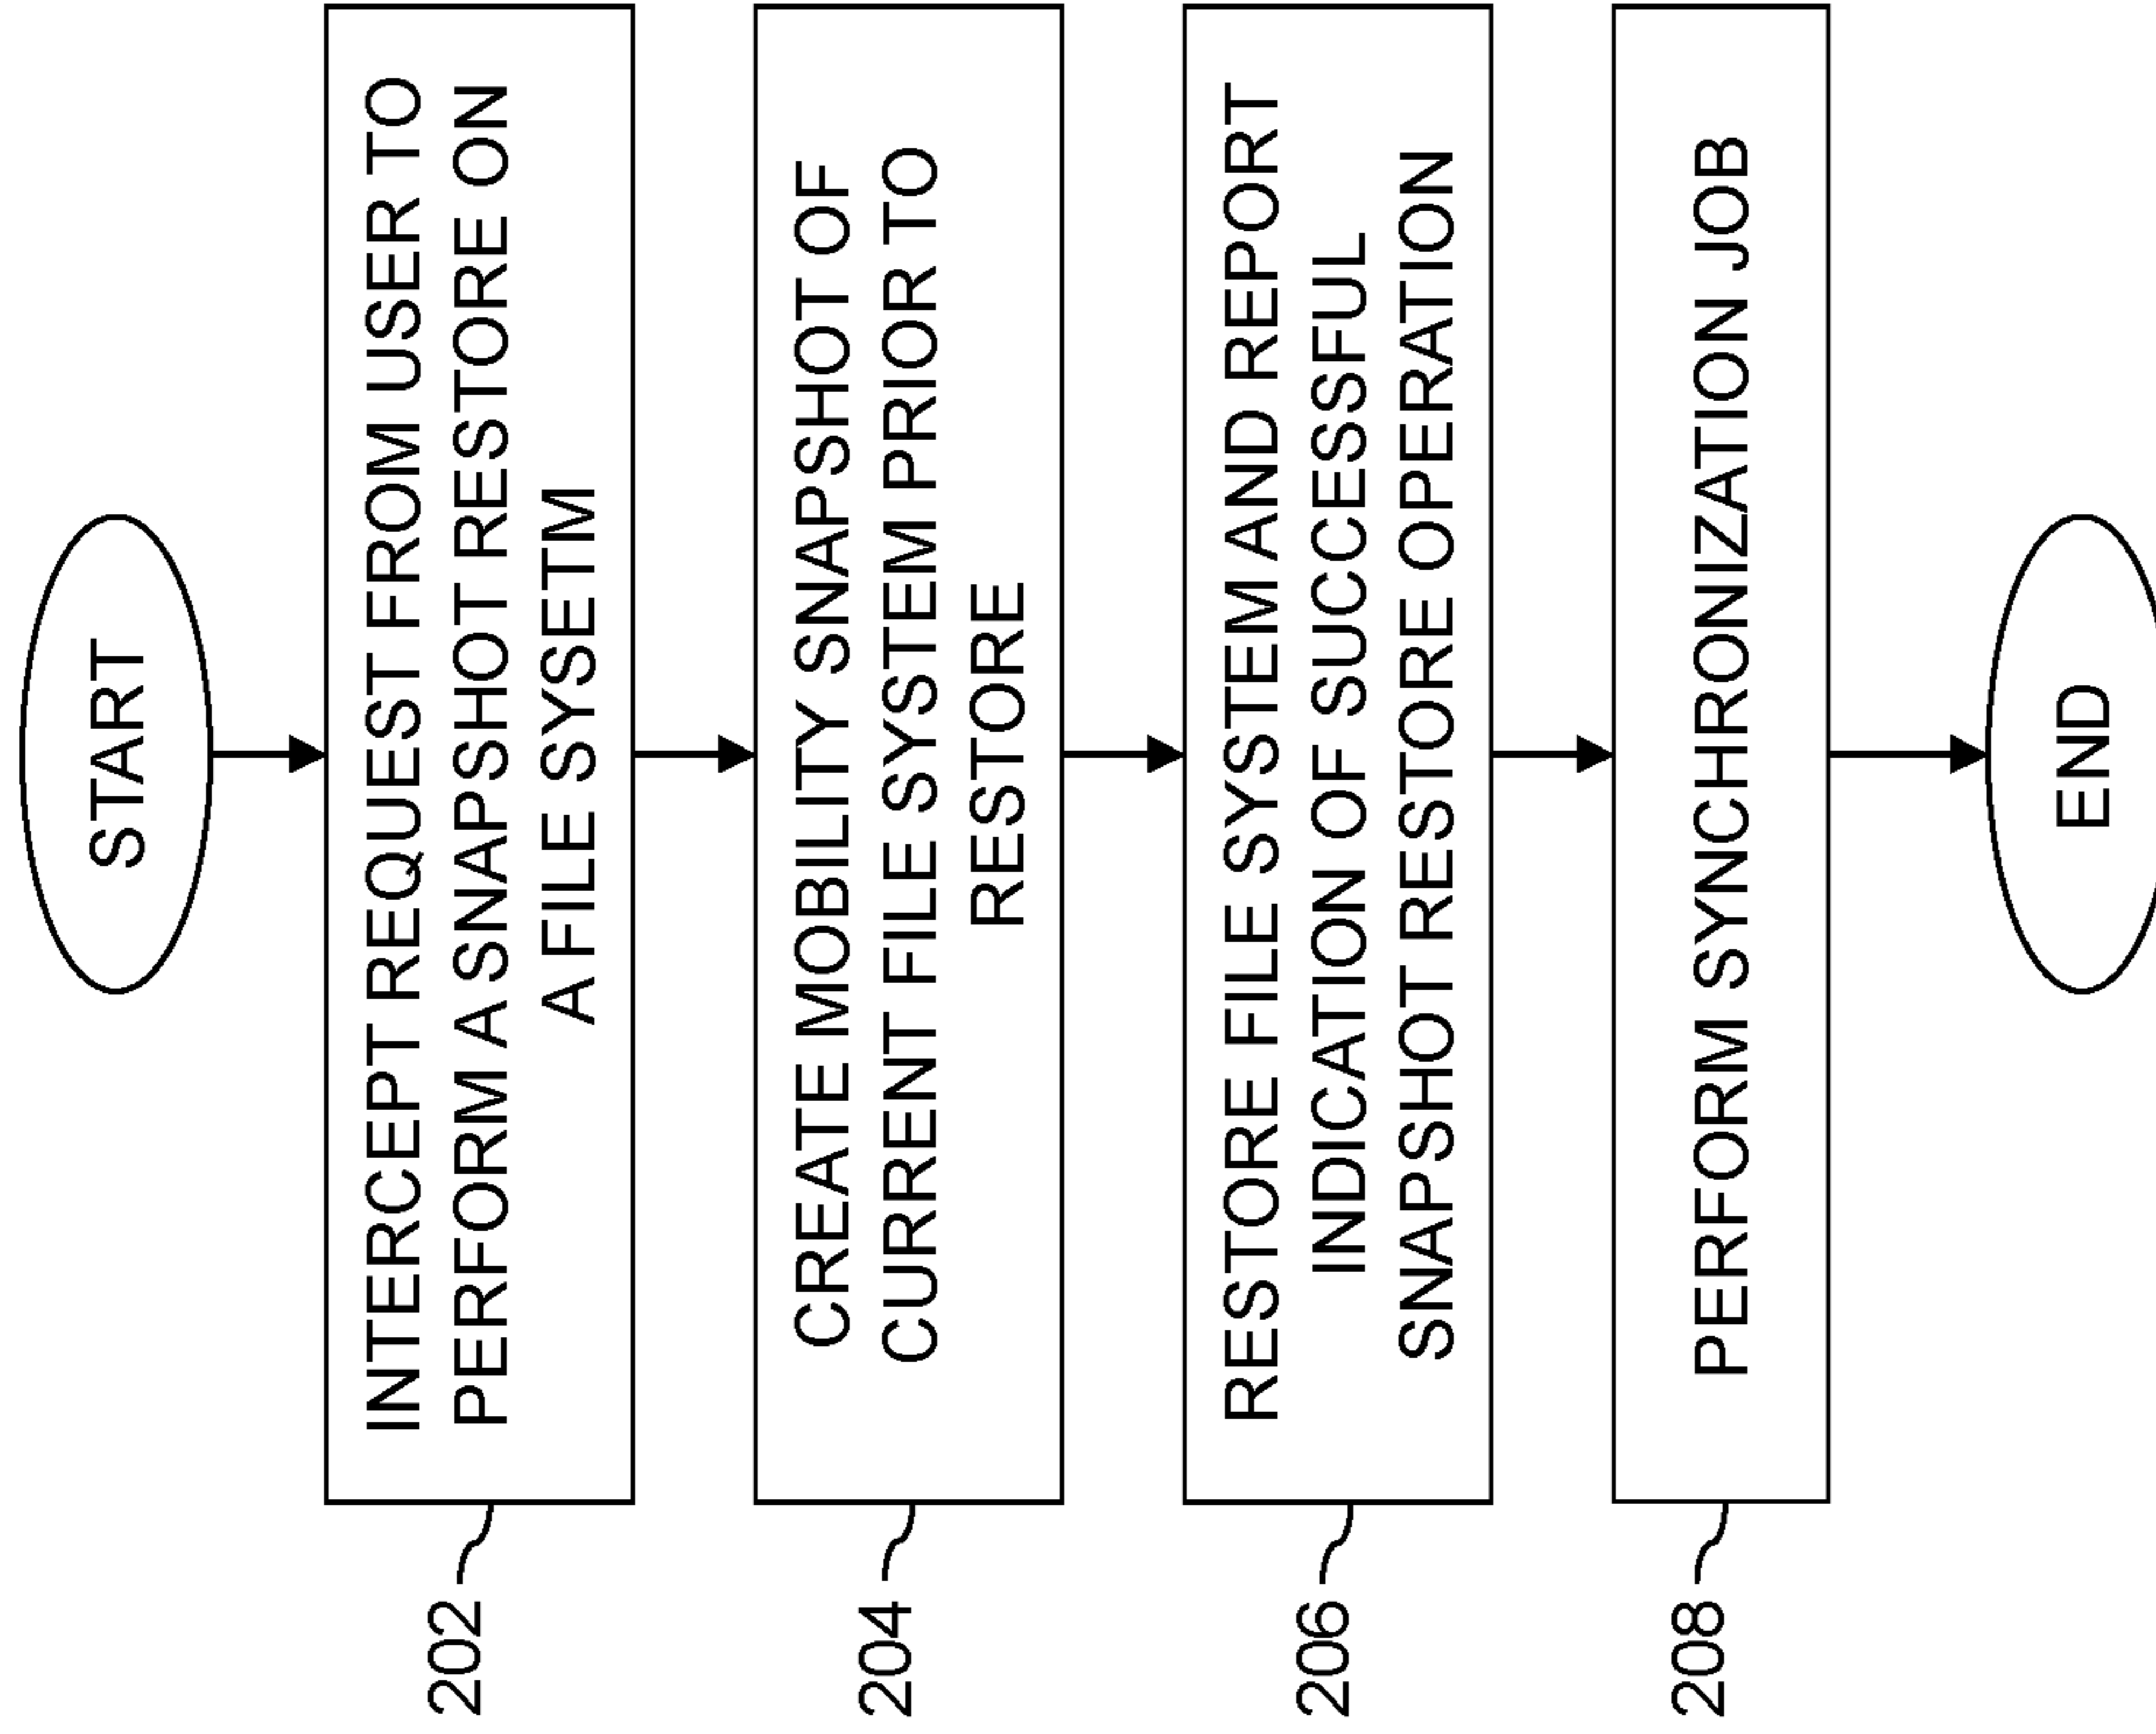 START
202
INTERCEPT REQUEST FROM USER TO
PERFORM A SNAPSHOT RESTORE ON
A FILE SYSETM
204
CREATE MOBILITY SNAPSHOT OF
CURRENT FILE SYSTEM PRIOR TO
RESTORE
206
RESTORE FILE SYSTEM AND REPORT
INDICATION OF SUCCESSFUL
SNAPSHOT RESTORE OPERATION
208
PERFORM SYNCHRONIZATION JOB
END